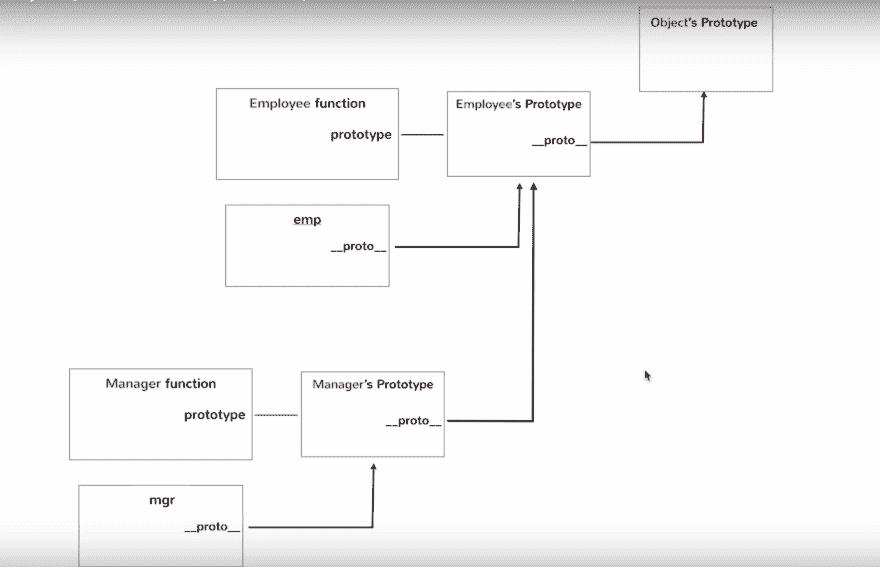 Object's Prototype
Employee function
prototype
Employee's Prototype
__proto__
emp
__proto__
Manager function
prototype
Manager's Prototype
__proto__
mgr
__proto__